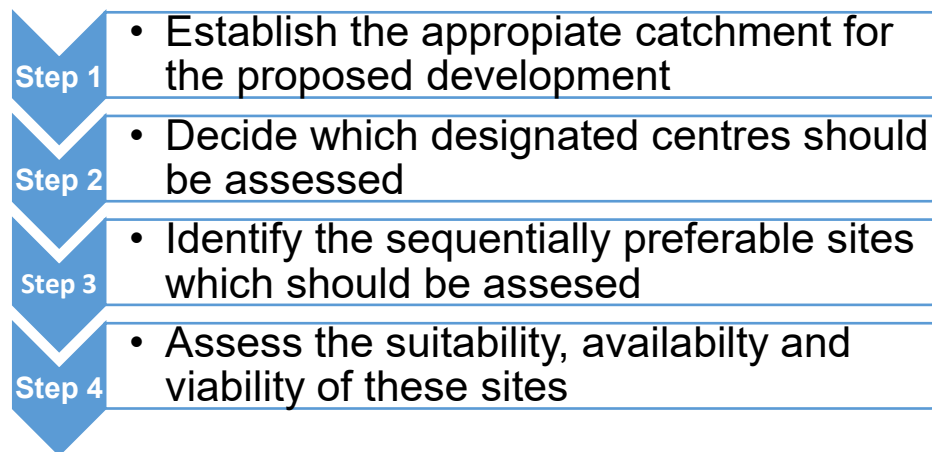 Step 1
• Establish the appropiate catchment for
the proposed development
Step 2
• Decide which designated centres should
be assessed
Step 3
• Identify the sequentially preferable sites
which should be assesed
Step 4
• Assess the suitability, availabilty and
viability of these sites